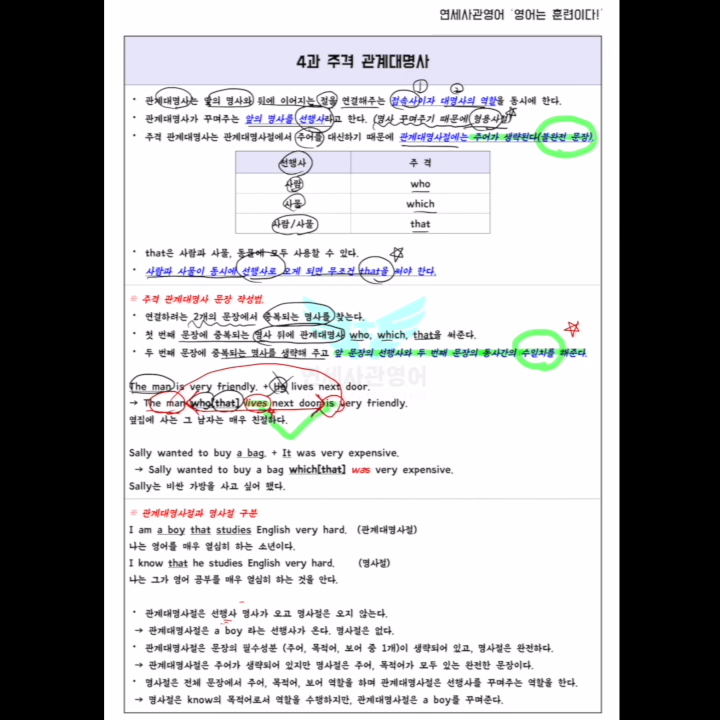 연세사관영어 '영어는 훈련이다!'
4과 주격 관계대명사
· 관계대명사는 앞의 명사와 뒤에 이어지는 절을 연결해주는 접속사이자 대명사의 역할을 동시에 한다.
· 관계대명사가 꾸며주는 앞의 명사를 선행사라고 한다. (명사 꾸며주기 때문에 형용사절)
· 주격 관계대명사는 관계대명사절에서 주어를 대신하기 때문에 관계대명사절에는 주어가 생략된다(불완전 문장).
선행사 주 격
사람 who
사물 which
사람/사물 that
· that은 사람과 사물, 동물에 모두 사용할 수 있다.
· 사람과 사물이 동시에 선행사로 오게 되면 무조건 that을 써야 한다.
※ 주격 관계대명사 문장 작성법.
· 연결하려는 2개의 문장에서 중복되는 명사를 찾는다.
· 첫 번째 문장에 중복되는 명사 뒤에 관계대명사 who, which, that을 써준다.
· 두 번째 문장에 중복되는 명사를 생략해 주고 앞 문장의 선행사와 두 번째 문장의 동사간의 수일치를 해준다.
연세사관영어
The man is very friendly. + He lives next door.
→ The man who[that] lives next door is very friendly.
옆집에 사는 그 남자는 매우 친절하다.
Sally wanted to buy a bag. + It was very expensive.
→ Sally wanted to buy a bag which[that] was very expensive.
Sally는 비싼 가방을 사고 싶어 했다.
※ 관계대명사절과 명사절 구분
I am a boy that studies English very hard. (관계대명사절)
나는 영어를 매우 열심히 하는 소년이다.
I know that he studies English very hard. (명사절)
나는 그가 영어 공부를 매우 열심히 하는 것을 안다.
· 관계대명사절은 선행사 명사가 오고 명사절은 오지 않는다.
→ 관계대명사절은 a boy 라는 선행사가 온다. 명사절은 없다.
· 관계대명사절은 문장의 필수성분 (주어, 목적어, 보어 중 1개)이 생략되어 있고, 명사절은 완전하다.
→ 관계대명사절은 주어가 생략되어 있지만 명사절은 주어, 목적어가 모두 있는 완전한 문장이다.
· 명사절은 전체 문장에서 주어, 목적어, 보어 역할을 하며 관계대명사절은 선행사를 꾸며주는 역할을 한다.
→ 명사절은 know의 목적어로서 역할을 수행하지만, 관계대명사절은 a boy를 꾸며준다.